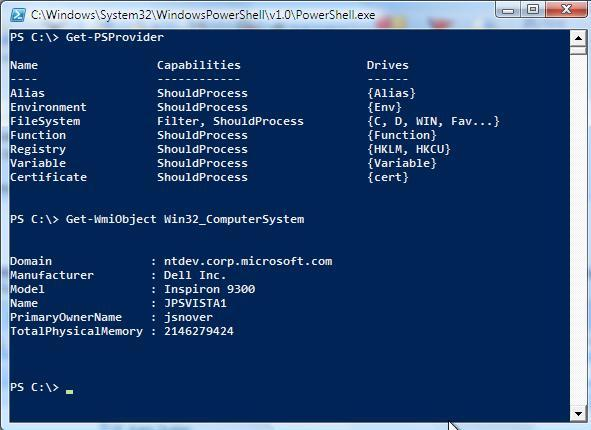 C:\Windows\System32\WindowsPowerShell\v1.0\PowerShell.exe
PS C:\> Get-PSProvider
Name Capabilities Drives
---- ------------ ------
Alias ShouldProcess {Alias}
Environment ShouldProcess {Env}
FileSystem Filter, ShouldProcess {C, D, WIN, Fav...}
Function ShouldProcess {Function}
Registry ShouldProcess {HKLM, HKCU}
Variable ShouldProcess {Variable}
Certificate ShouldProcess {cert}
PS C:\> Get-WmiObject Win32_ComputerSystem
Domain : ntdev.corp.microsoft.com
Manufacturer : Dell Inc.
Model : Inspiron 9300
Name : JPSVISTA1
PrimaryOwnerName : jsnover
TotalPhysicalMemory : 2146279424
PS C:\> _